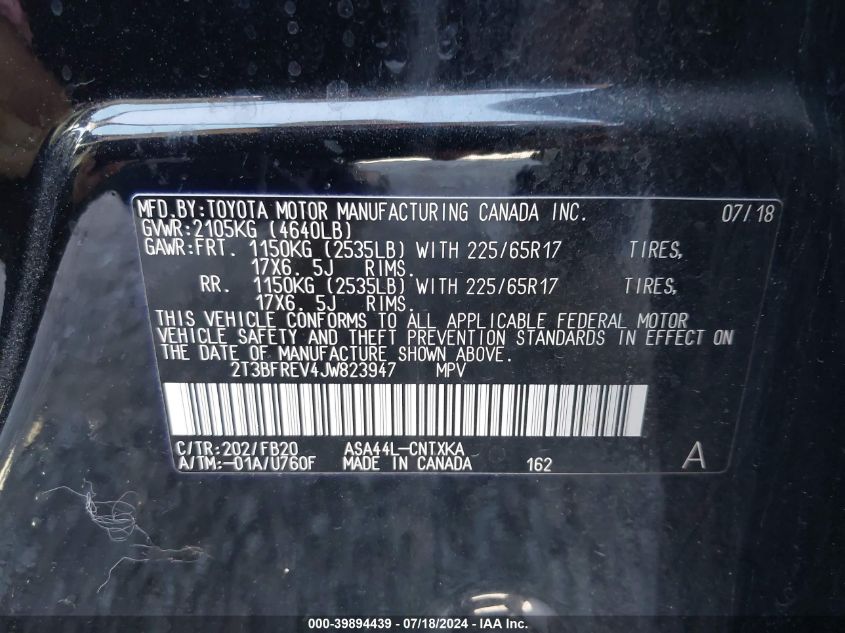 MFD.BY:TOYOTA MOTOR MANUFACTURING CANADA INC. 07/18
GVWR:2105KG (4640LB)
GAWR:FRT. 1150KG (2535LB) WITH 225/65R17 TIRES,
17X6. 5J RIMS.
RR. 1150KG (2535LB) WITH 225/65R17 TIRES,
17X6. 5J RIMS.
THIS VEHICLE CONFORMS TO ALL APPLICABLE FEDERAL MOTOR
VEHICLE SAFETY AND THEFT PREVENTION STANDARDS IN EFFECT ON
THE DATE OF MANUFACTURE SHOWN ABOVE.
2T3BFREV4JW823947 MPV
C/TR:202/FB20 ASA44L-CNTXKA
A/TM:-01A/U760F MADE IN CANADA 162 A
000-39894439 - 07/18/2024 - IAA Inc.